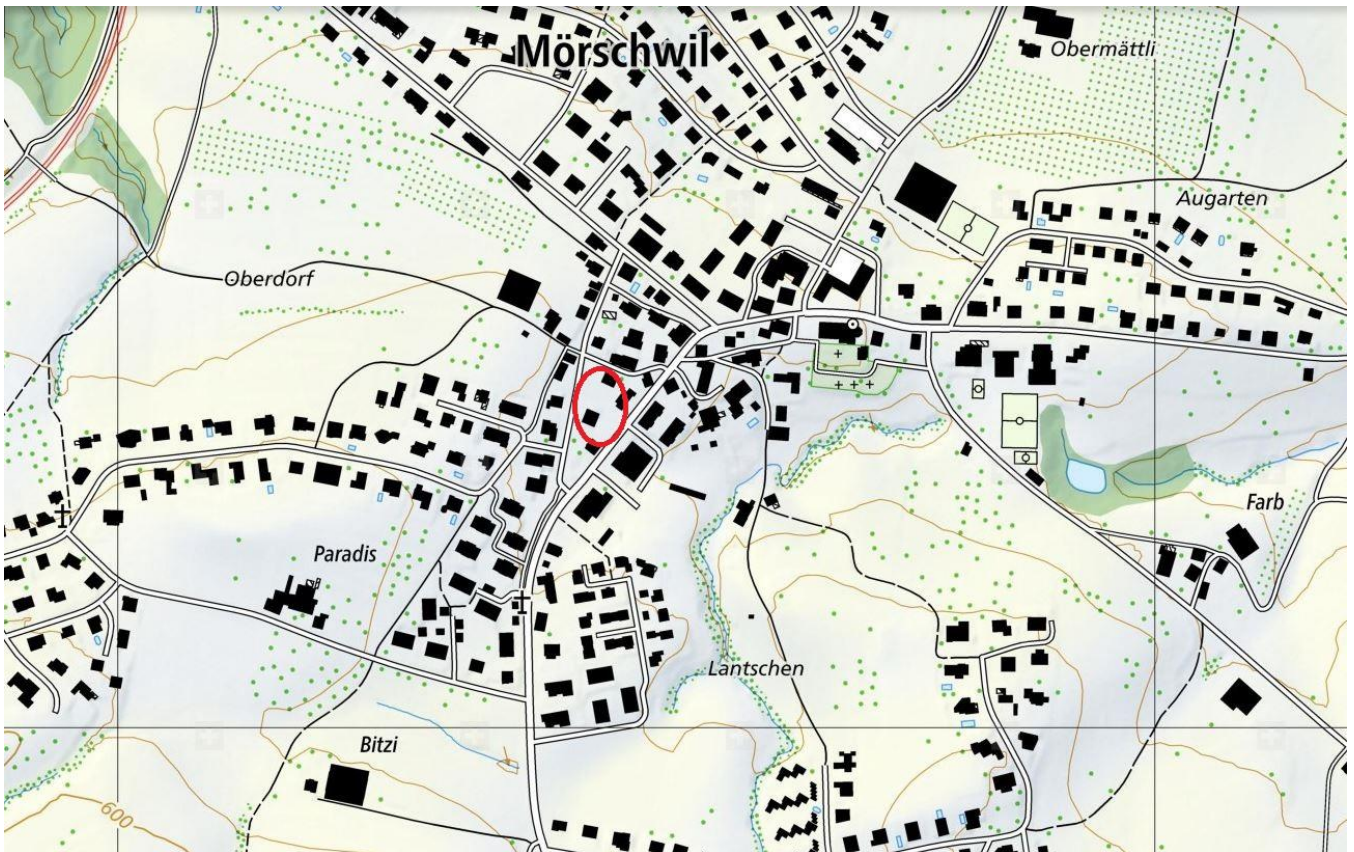 Mörschwil
Obermättli
Augarten
Oberdorf
Farb
Paradis
Lantschen
Bitzi
600